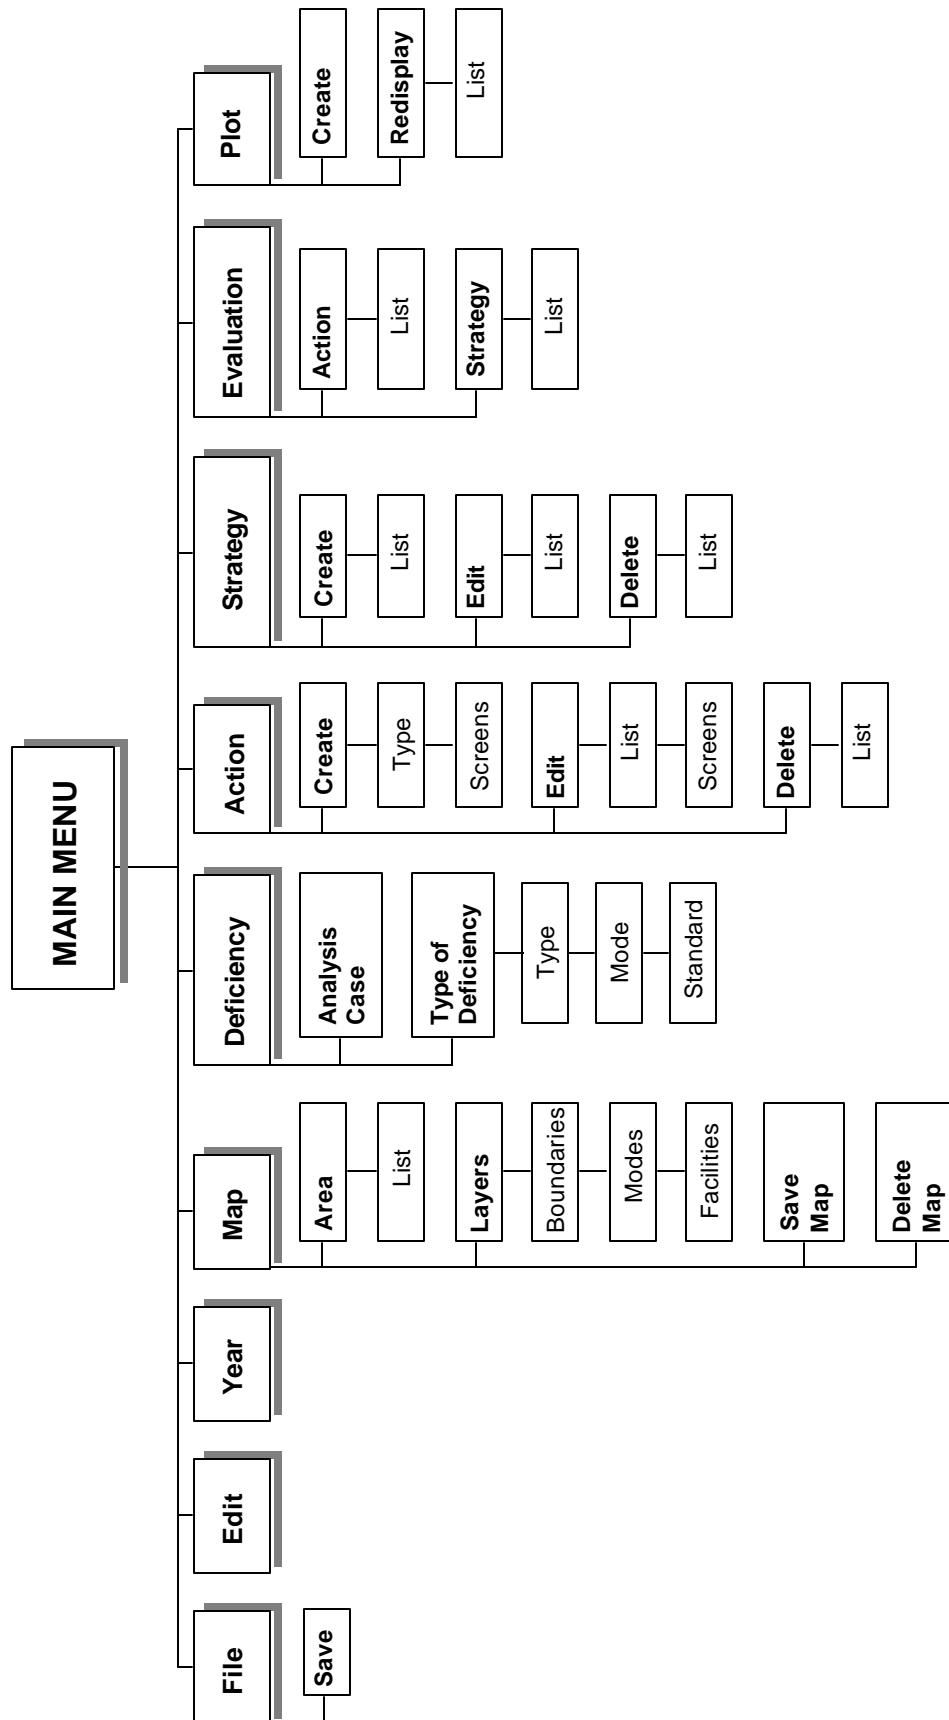 MAIN MENU
File
Save
Edit
Year
Map
Area
List
Layers
Boundaries
Modes
Facilities
Save
Map
Delete
Map
Deficiency
Analysis
Case
Type of
Deficiency
Type
Mode
Standard
Action
Create
Type
Screens
Edit
List
Screens
Delete
List
Strategy
Create
List
Edit
List
Delete
List
Evaluation
Action
List
Strategy
List
Plot
Create
Redisplay
List